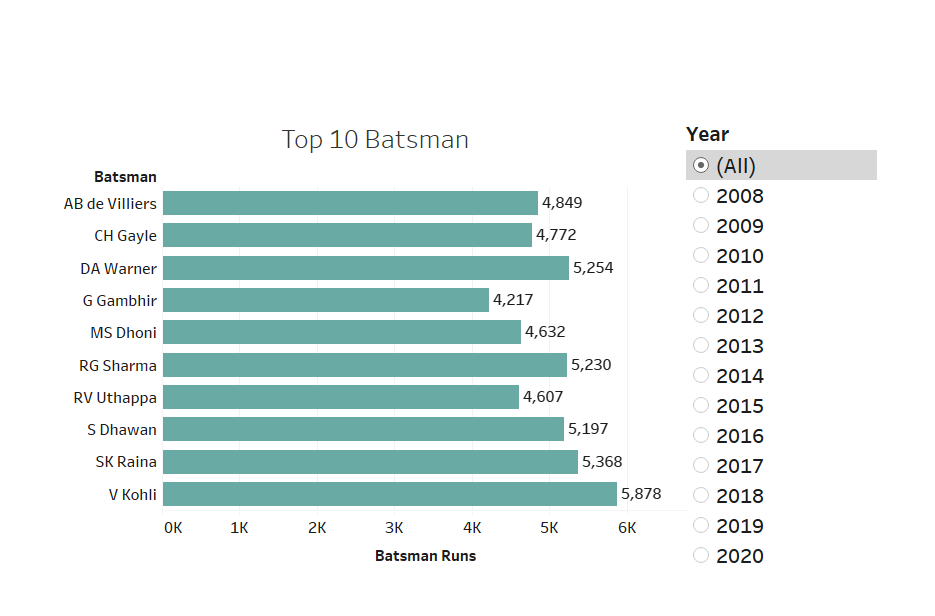 Top 10 Batsman
Batsman
AB de Villiers 4,849
CH Gayle 4,772
DA Warner 5,254
G Gambhir 4,217
MS Dhoni 4,632
RG Sharma 5,230
RV Uthappa 4,607
S Dhawan 5,197
SK Raina 5,368
V Kohli 5,878
0K 1K 2K 3K 4K 5K 6K
Batsman Runs
Year
(All)
2008
2009
2010
2011
2012
2013
2014
2015
2016
2017
2018
2019
2020